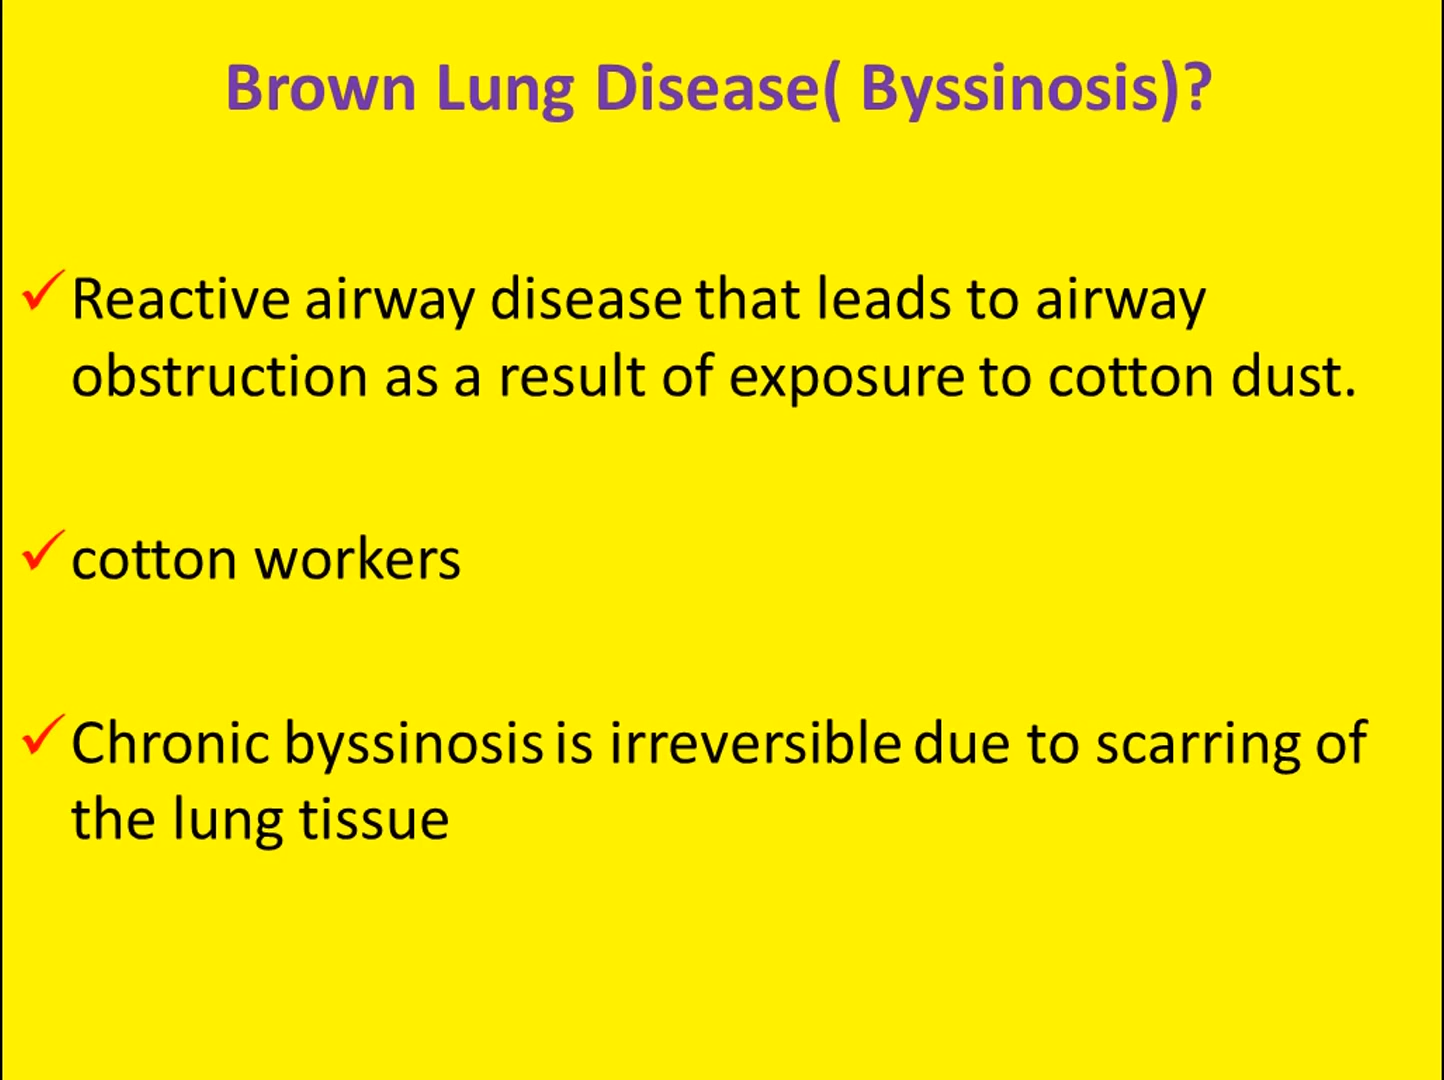 Brown Lung Disease( Byssinosis)?
✓Reactive airway disease that leads to airway
obstruction as a result of exposure to cotton dust.
✓cotton workers
✓Chronic byssinosis is irreversible due to scarring of
the lung tissue